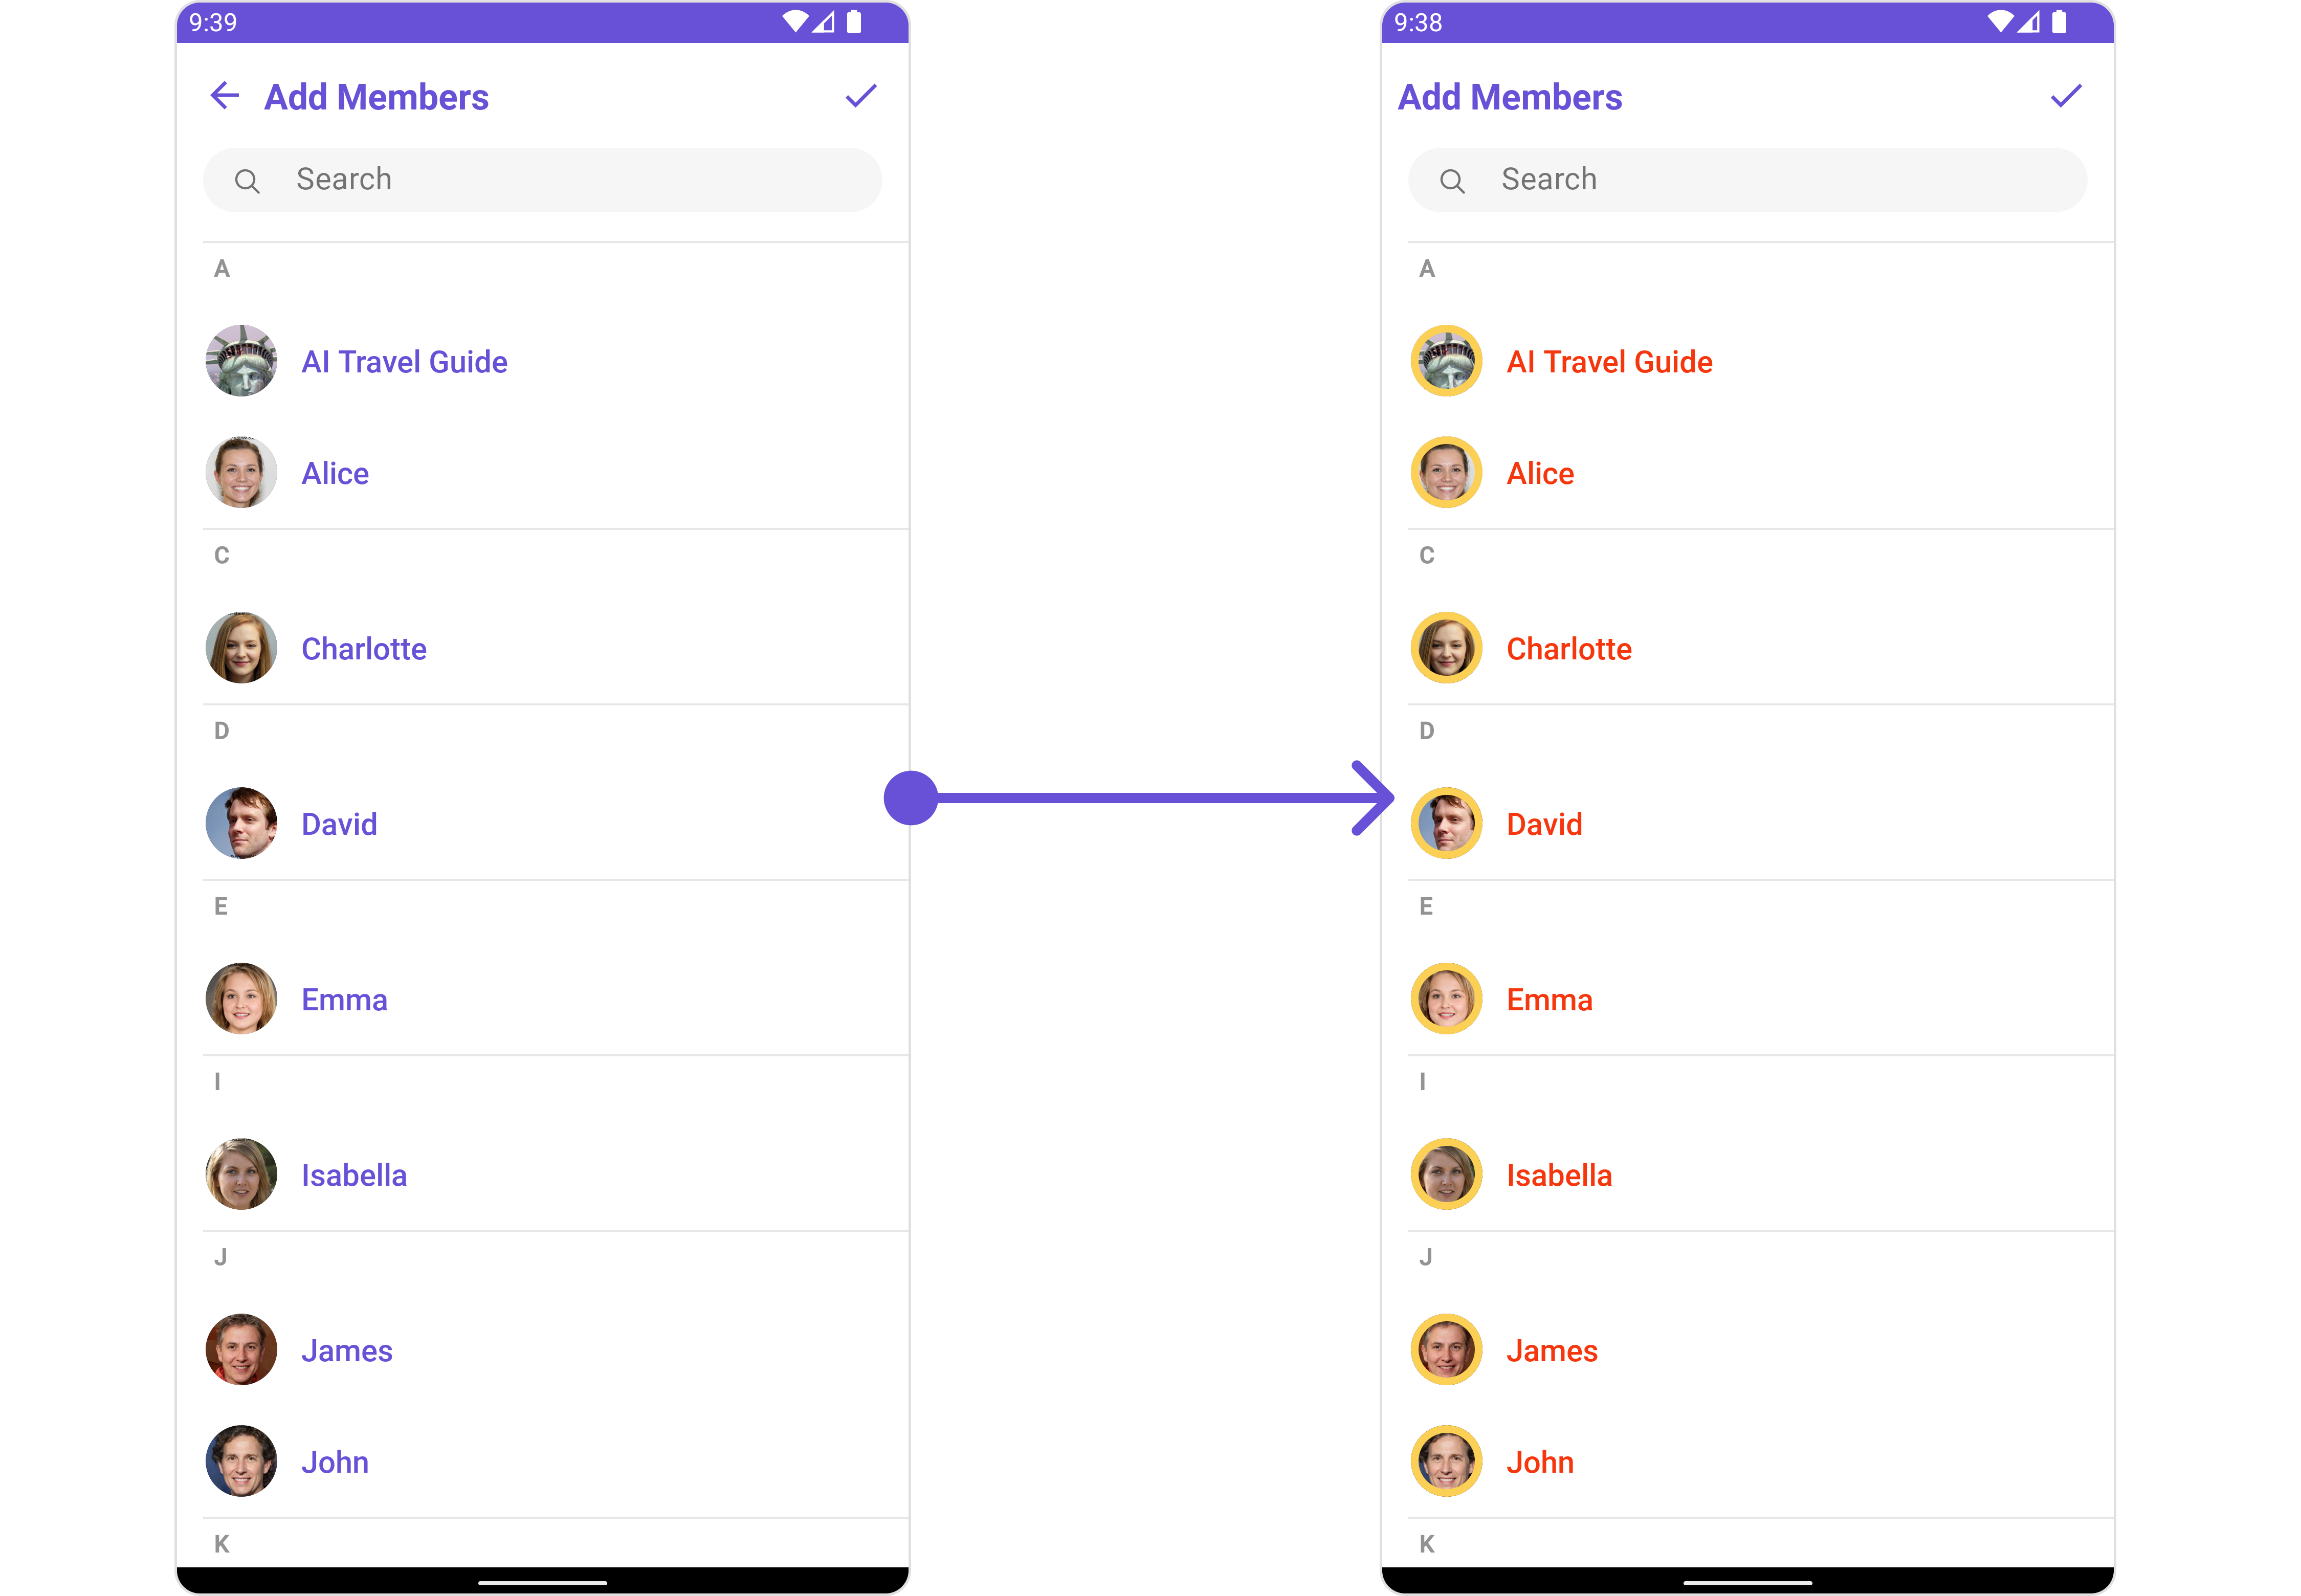 9:39
Add Members
Search
A
AI Travel Guide
Alice
C
Charlotte
D
David
E
Emma
I
Isabella
J
James
John
K
9:38
Add Members
Search
A
AI Travel Guide
Alice
C
Charlotte
D
David
E
Emma
I
Isabella
J
James
John
K